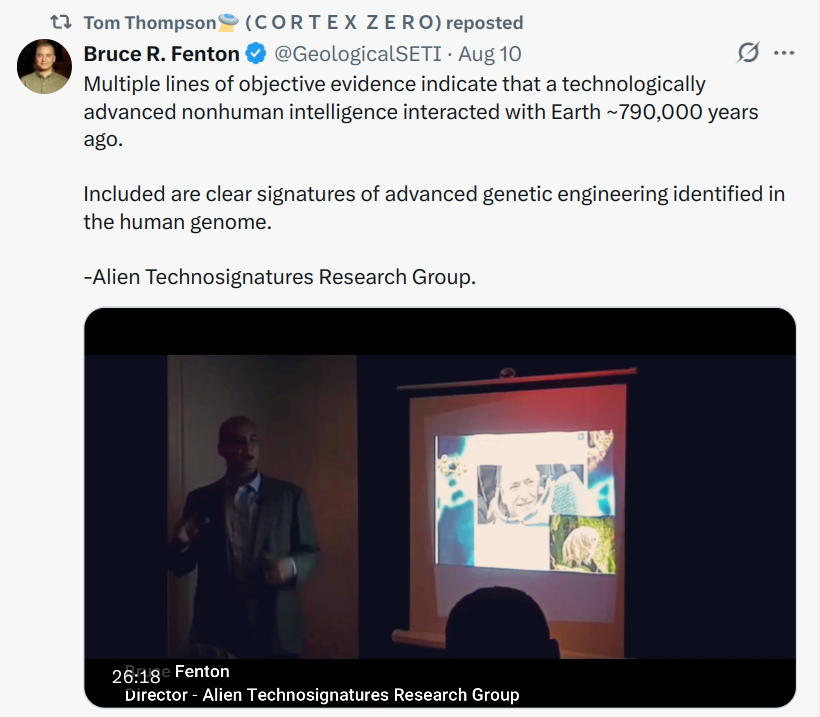 Tom Thompson (C O R T E X Z E R O) reposted
Bruce R. Fenton @GeologicalSETI · Aug 10
Multiple lines of objective evidence indicate that a technologically
advanced nonhuman intelligence interacted with Earth ~790,000 years
ago.
Included are clear signatures of advanced genetic engineering identified in
the human genome.
-Alien Technosignatures Research Group.
Bruce Fenton
26:18
Director - Alien Technosignatures Research Group